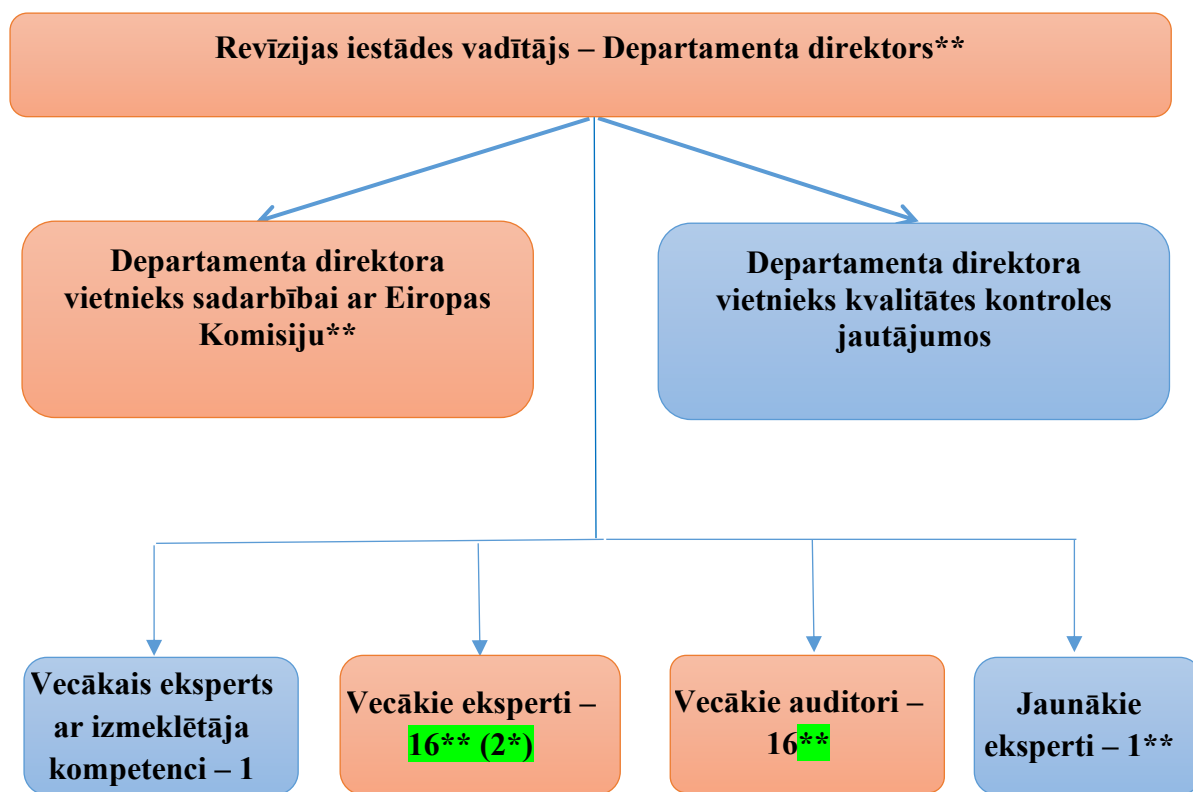 Revīzijas iestādes vadītājs – Departamenta direktors**
Departamenta direktora
vietnieks sadarbībai ar Eiropas
Komisiju**
Departamenta direktora
vietnieks kvalitātes kontroles
jautājumos
Vecākais eksperts
ar izmeklētāja
kompetenci – 1
Vecākie eksperti –
16** (2*)
Vecākie auditori –
16**
Jaunākie
eksperti – 1**